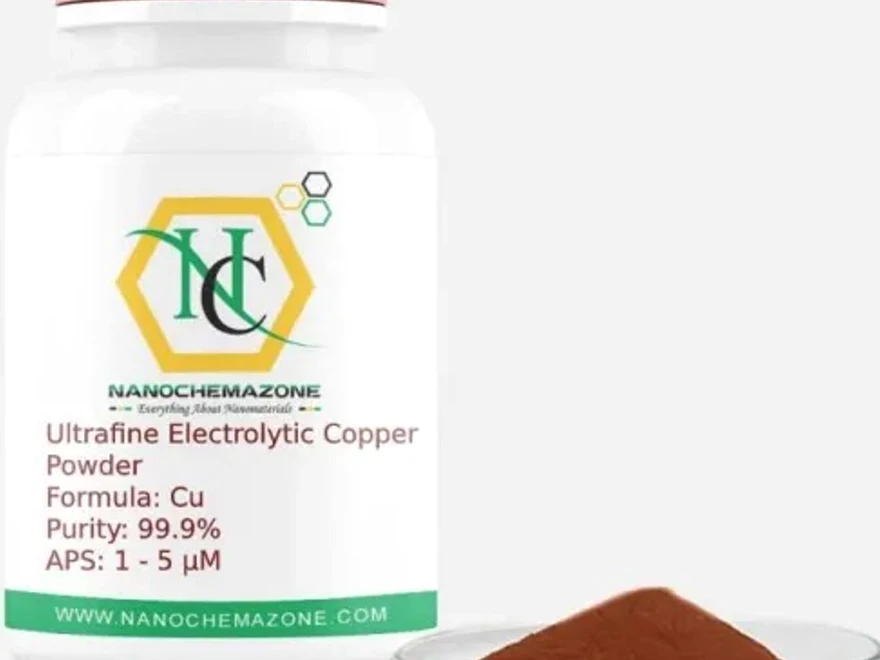 NC
NANOCHEMAZONE
Everything About Nanomaterials
Ultrafine Electrolytic Copper
Powder
Formula: Cu
Purity: 99.9%
APS: 1 - 5 µM
WWW.NANOCHEMAZONE.COM